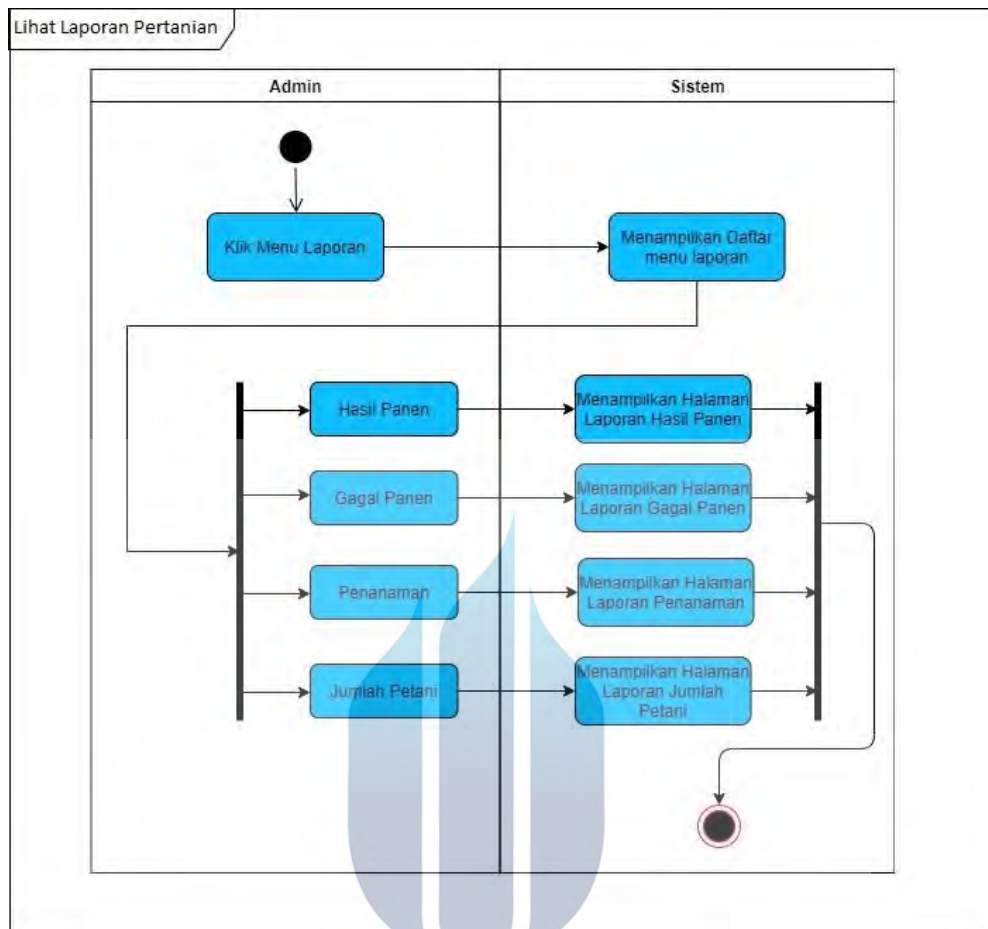 Lihat Laporan Pertanian
Admin
Sistem
Klik Menu Laporan
Menampilkan Daftar
menu laporan
Hasil Panen
Menampilkan Halaman
Laporan Hasil Panen
Gagal Panen
Menampilkan Halaman
Laporan Gagal Panen
Penanaman
Menampilkan Halaman
Laporan Penanaman
Jumlah Petani
Menampilkan Halaman
Laporan Jumlah
Petani